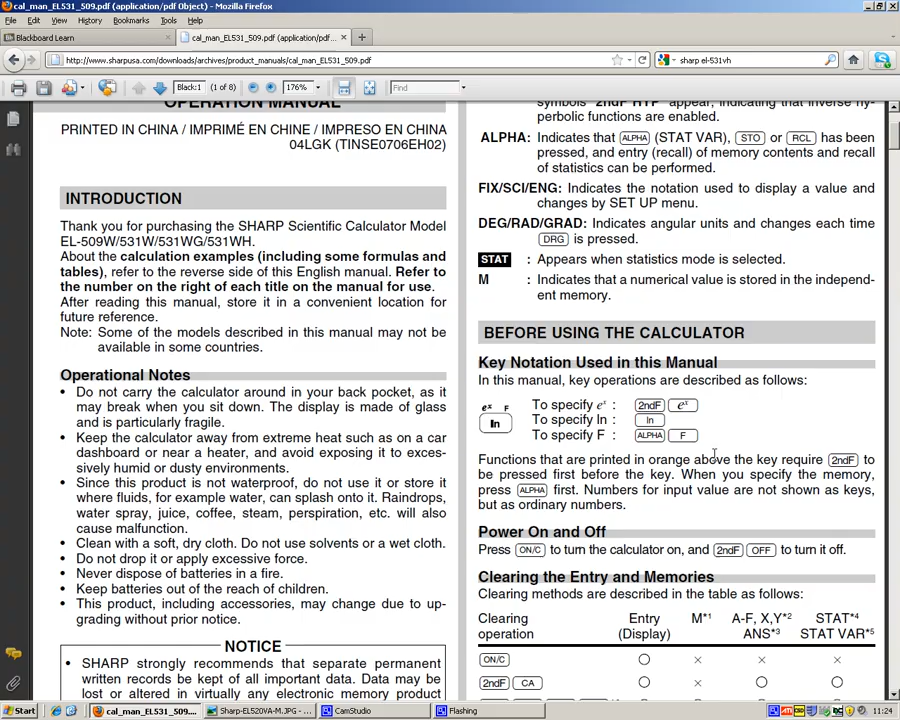 cal_man_EL531_509.pdf (application/pdf Object) - Mozilla Firefox
File Edit View History Bookmarks Tools Help
Blackboard Learn × cal_man_EL531_509.pdf (application/pdf... × +
http://www.sharpusa.com/downloads/archives/product_manuals/cal_man_EL531_509.pdf
sharp el-531vh
Black:1 (1 of 8) 176% Find
OPERATION MANUAL
PRINTED IN CHINA / IMPRIMÉ EN CHINE / IMPRESO EN CHINA
04LGK (TINSE0706EH02)
INTRODUCTION
Thank you for purchasing the SHARP Scientific Calculator Model
EL-509W/531W/531WG/531WH.
About the calculation examples (including some formulas and
tables), refer to the reverse side of this English manual. Refer to
the number on the right of each title on the manual for use.
After reading this manual, store it in a convenient location for
future reference.
Note: Some of the models described in this manual may not be
available in some countries.
Operational Notes
• Do not carry the calculator around in your back pocket, as it
may break when you sit down. The display is made of glass
and is particularly fragile.
• Keep the calculator away from extreme heat such as on a car
dashboard or near a heater, and avoid exposing it to exces-
sively humid or dusty environments.
• Since this product is not waterproof, do not use it or store it
where fluids, for example water, can splash onto it. Raindrops,
water spray, juice, coffee, steam, perspiration, etc. will also
cause malfunction.
• Clean with a soft, dry cloth. Do not use solvents or a wet cloth.
• Do not drop it or apply excessive force.
• Never dispose of batteries in a fire.
• Keep batteries out of the reach of children.
• This product, including accessories, may change due to up-
grading without prior notice.
NOTICE
• SHARP strongly recommends that separate permanent
written records be kept of all important data. Data may be
lost or altered in virtually any electronic memory product
symbols "2ndF HYP" appear, indicating that inverse hy-
perbolic functions are enabled.
ALPHA: Indicates that ALPHA (STAT VAR), STO or RCL has been
pressed, and entry (recall) of memory contents and recall
of statistics can be performed.
FIX/SCI/ENG: Indicates the notation used to display a value and
changes by SET UP menu.
DEG/RAD/GRAD: Indicates angular units and changes each time
DRG is pressed.
STAT : Appears when statistics mode is selected.
M : Indicates that a numerical value is stored in the independ-
ent memory.
BEFORE USING THE CALCULATOR
Key Notation Used in this Manual
In this manual, key operations are described as follows:
eˣ F To specify eˣ : 2ndF eˣ
ln To specify ln : ln
To specify F : ALPHA F
Functions that are printed in orange above the key require 2ndF to
be pressed first before the key. When you specify the memory,
press ALPHA first. Numbers for input value are not shown as keys,
but as ordinary numbers.
Power On and Off
Press ON/C to turn the calculator on, and 2ndF OFF to turn it off.
Clearing the Entry and Memories
Clearing methods are described in the table as follows:
Clearing Entry M*1 A-F, X,Y*2 STAT*4
operation (Display) ANS*3 STAT VAR*5
ON/C ○ × × ×
2ndF CA ○ × ○ ○
Start cal_man_EL531_509.... Sharp-EL520VA-M.JPG - ... CamStudio Flashing 11:24